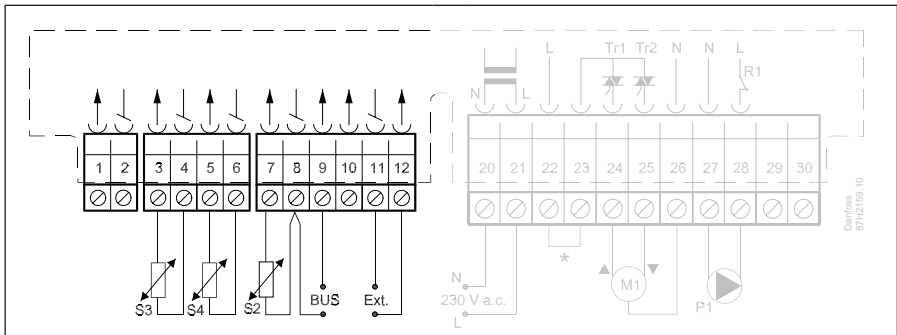 L Tr1 Tr2 N N L
R1
N L
1 2 3 4 5 6 7 8 9 10 11 12 20 21 22 23 24 25 26 27 28 29 30
Danfoss
87H2159.10
*
N
S3 S4 S2 BUS Ext. 230 V a.c. M1 P1
L